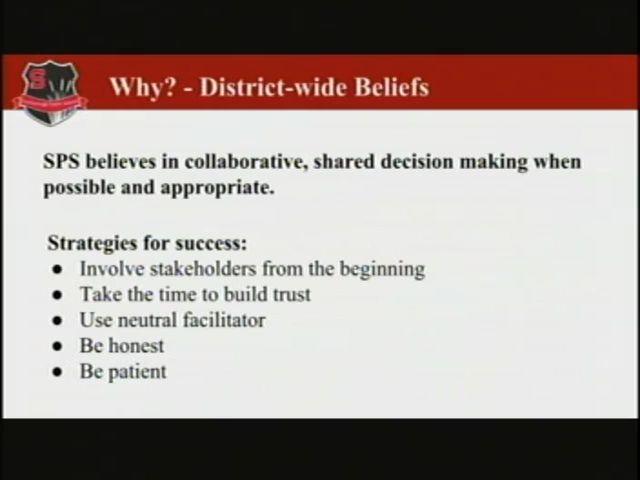 Why? - District-wide Beliefs
S
SPS believes in collaborative, shared decision making when
possible and appropriate.
Strategies for success:
● Involve stakeholders from the beginning
● Take the time to build trust
● Use neutral facilitator
● Be honest
● Be patient